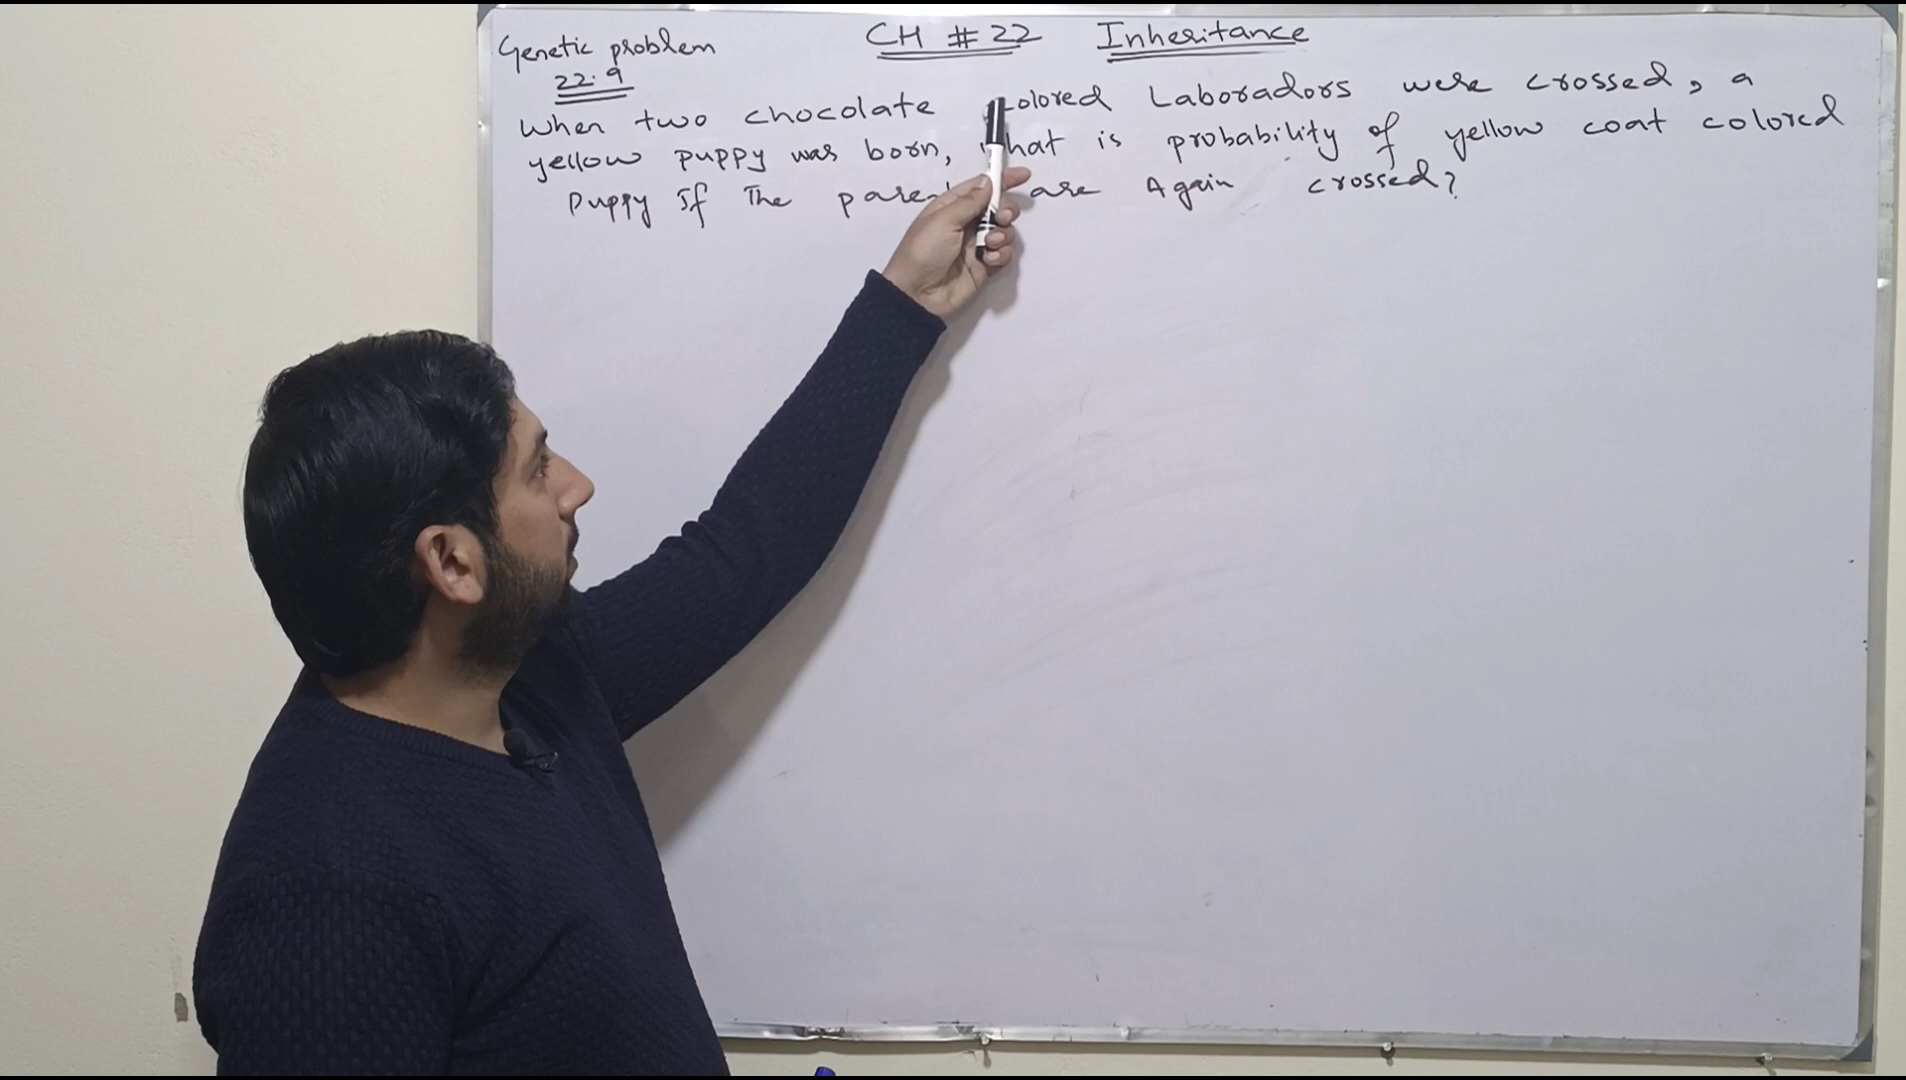 Genetic problem
22.9
CH # 22 Inheritance
When two chocolate colored Laboradors were crossed, a
yellow puppy was born, what is probability of yellow coat colored
Puppy If The are Again crossed?